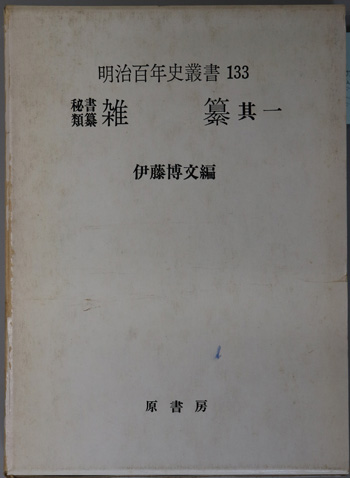 明治百年史叢書 133
秘書類纂 雑纂 其一
伊藤博文編
原書房